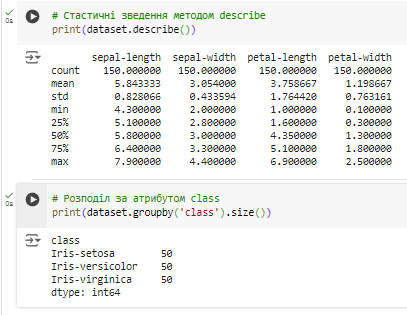 0s
# Стастичні зведення методом describe
print(dataset.describe())
sepal-length sepal-width petal-length petal-width
count 150.000000 150.000000 150.000000 150.000000
mean 5.843333 3.054000 3.758667 1.198667
std 0.828066 0.433594 1.764420 0.763161
min 4.300000 2.000000 1.000000 0.100000
25% 5.100000 2.800000 1.600000 0.300000
50% 5.800000 3.000000 4.350000 1.300000
75% 6.400000 3.300000 5.100000 1.800000
max 7.900000 4.400000 6.900000 2.500000
0s
# Розподіл за атрибутом class
print(dataset.groupby('class').size())
class
Iris-setosa 50
Iris-versicolor 50
Iris-virginica 50
dtype: int64